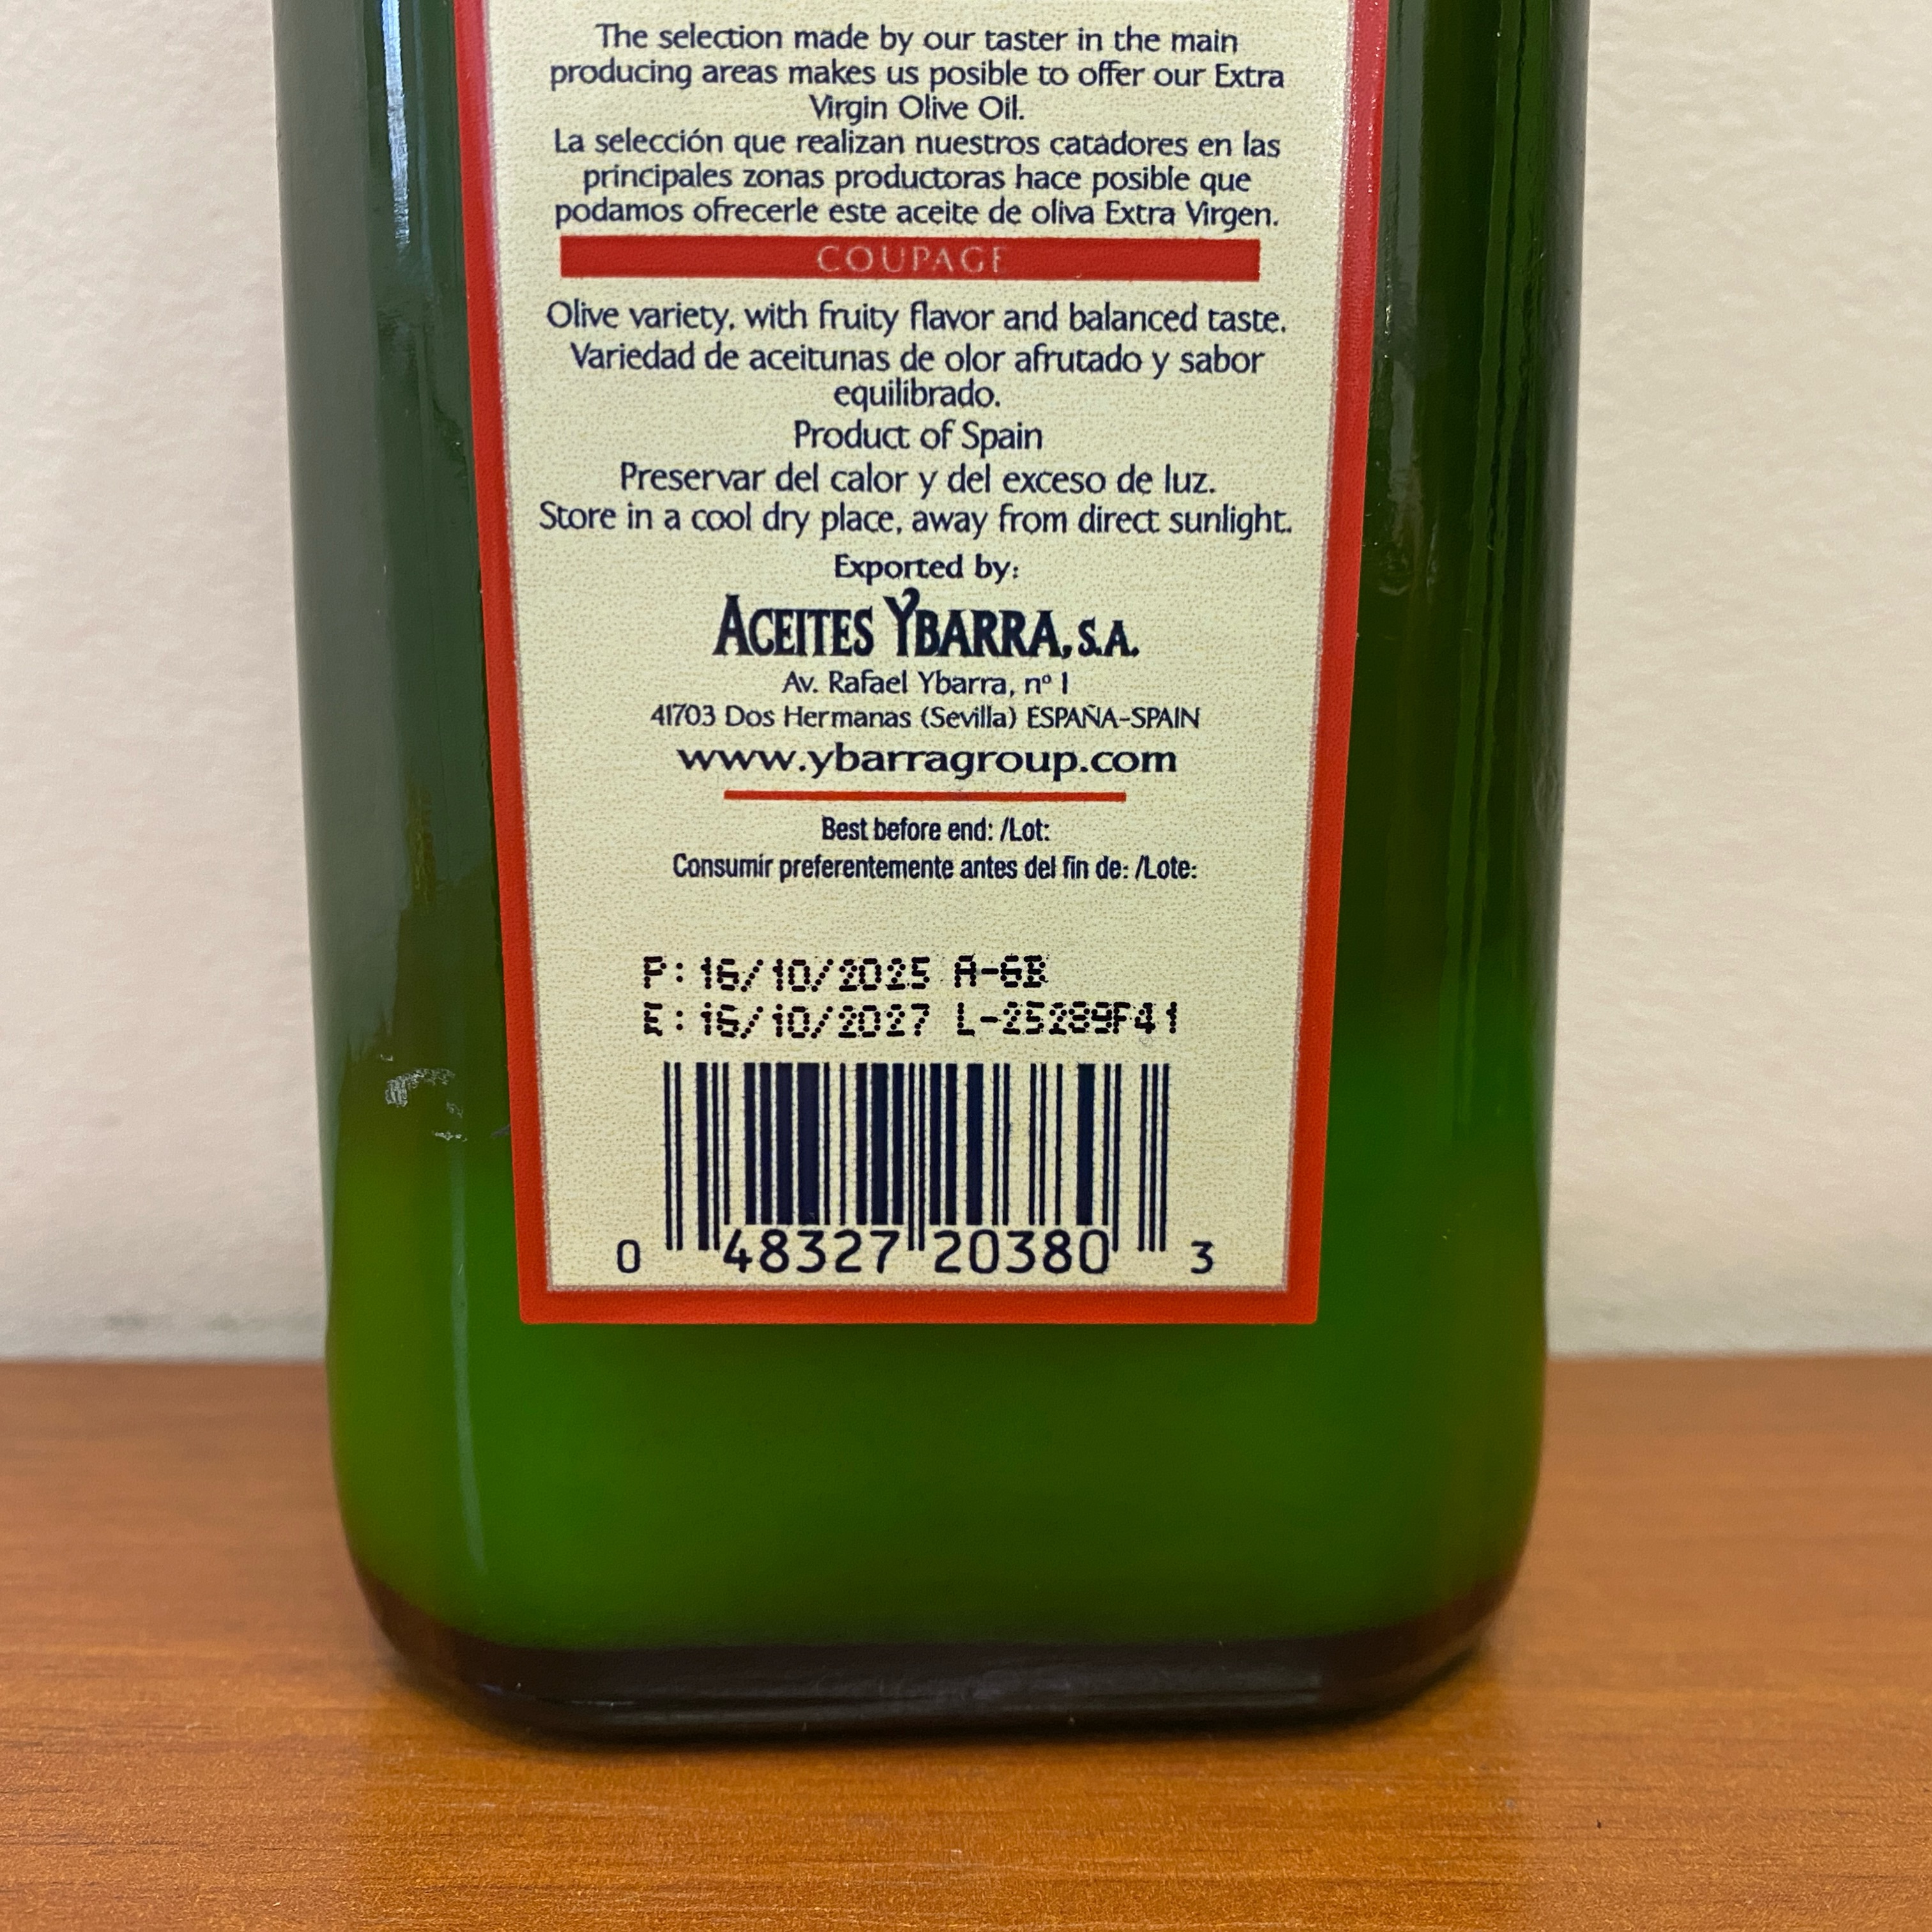 The selection made by our taster in the main
producing areas makes us posible to offer our Extra
Virgin Olive Oil.
La selección que realizan nuestros catadores en las
principales zonas productoras hace posible que
podamos ofrecerle este aceite de oliva Extra Virgen.
COUPAGE
Olive variety, with fruity flavor and balanced taste.
Variedad de aceitunas de olor afrutado y sabor
equilibrado.
Product of Spain
Preservar del calor y del exceso de luz.
Store in a cool dry place, away from direct sunlight.
Exported by:
ACEITES YBARRA, S.A.
Av. Rafael Ybarra, nº 1
41703 Dos Hermanas (Sevilla) ESPAÑA-SPAIN
www.ybarragroup.com
Best before end: /Lot:
Consumir preferentemente antes del fin de: /Lote:
P: 16/10/2025 A-6B
E: 16/10/2027 L-25289F41
0 48327 20380 3